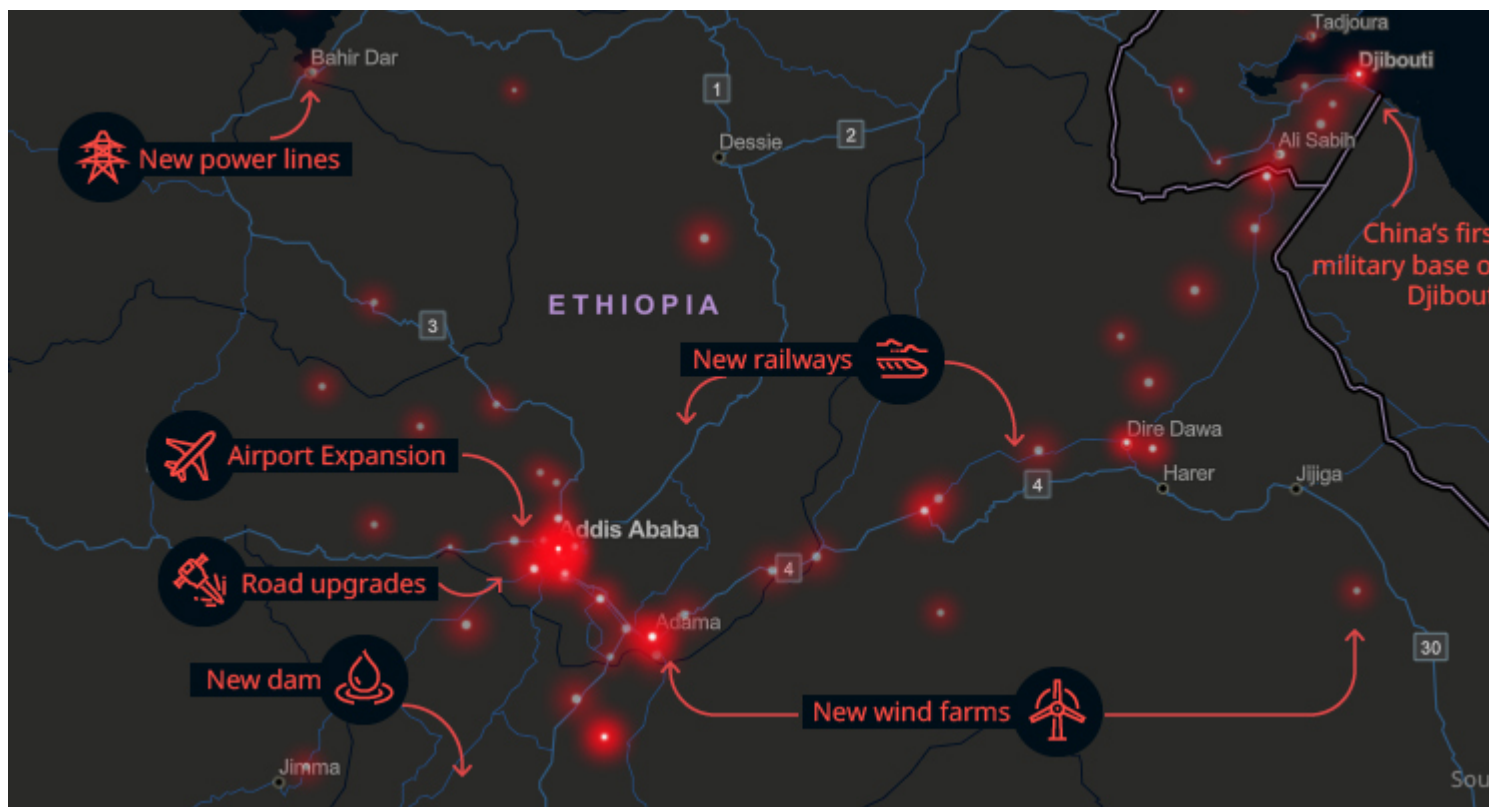 Tadjoura
Djibouti
Bahir Dar
1
2
Dessie
Ali Sabih
New power lines
China's firs
military base o
Djibout
ETHIOPIA
3
New railways
Airport Expansion
Dire Dawa
4
Harer
Jijiga
Addis Ababa
4
Road upgrades
Adama
30
New dam
New wind farms
Jimma
Sou